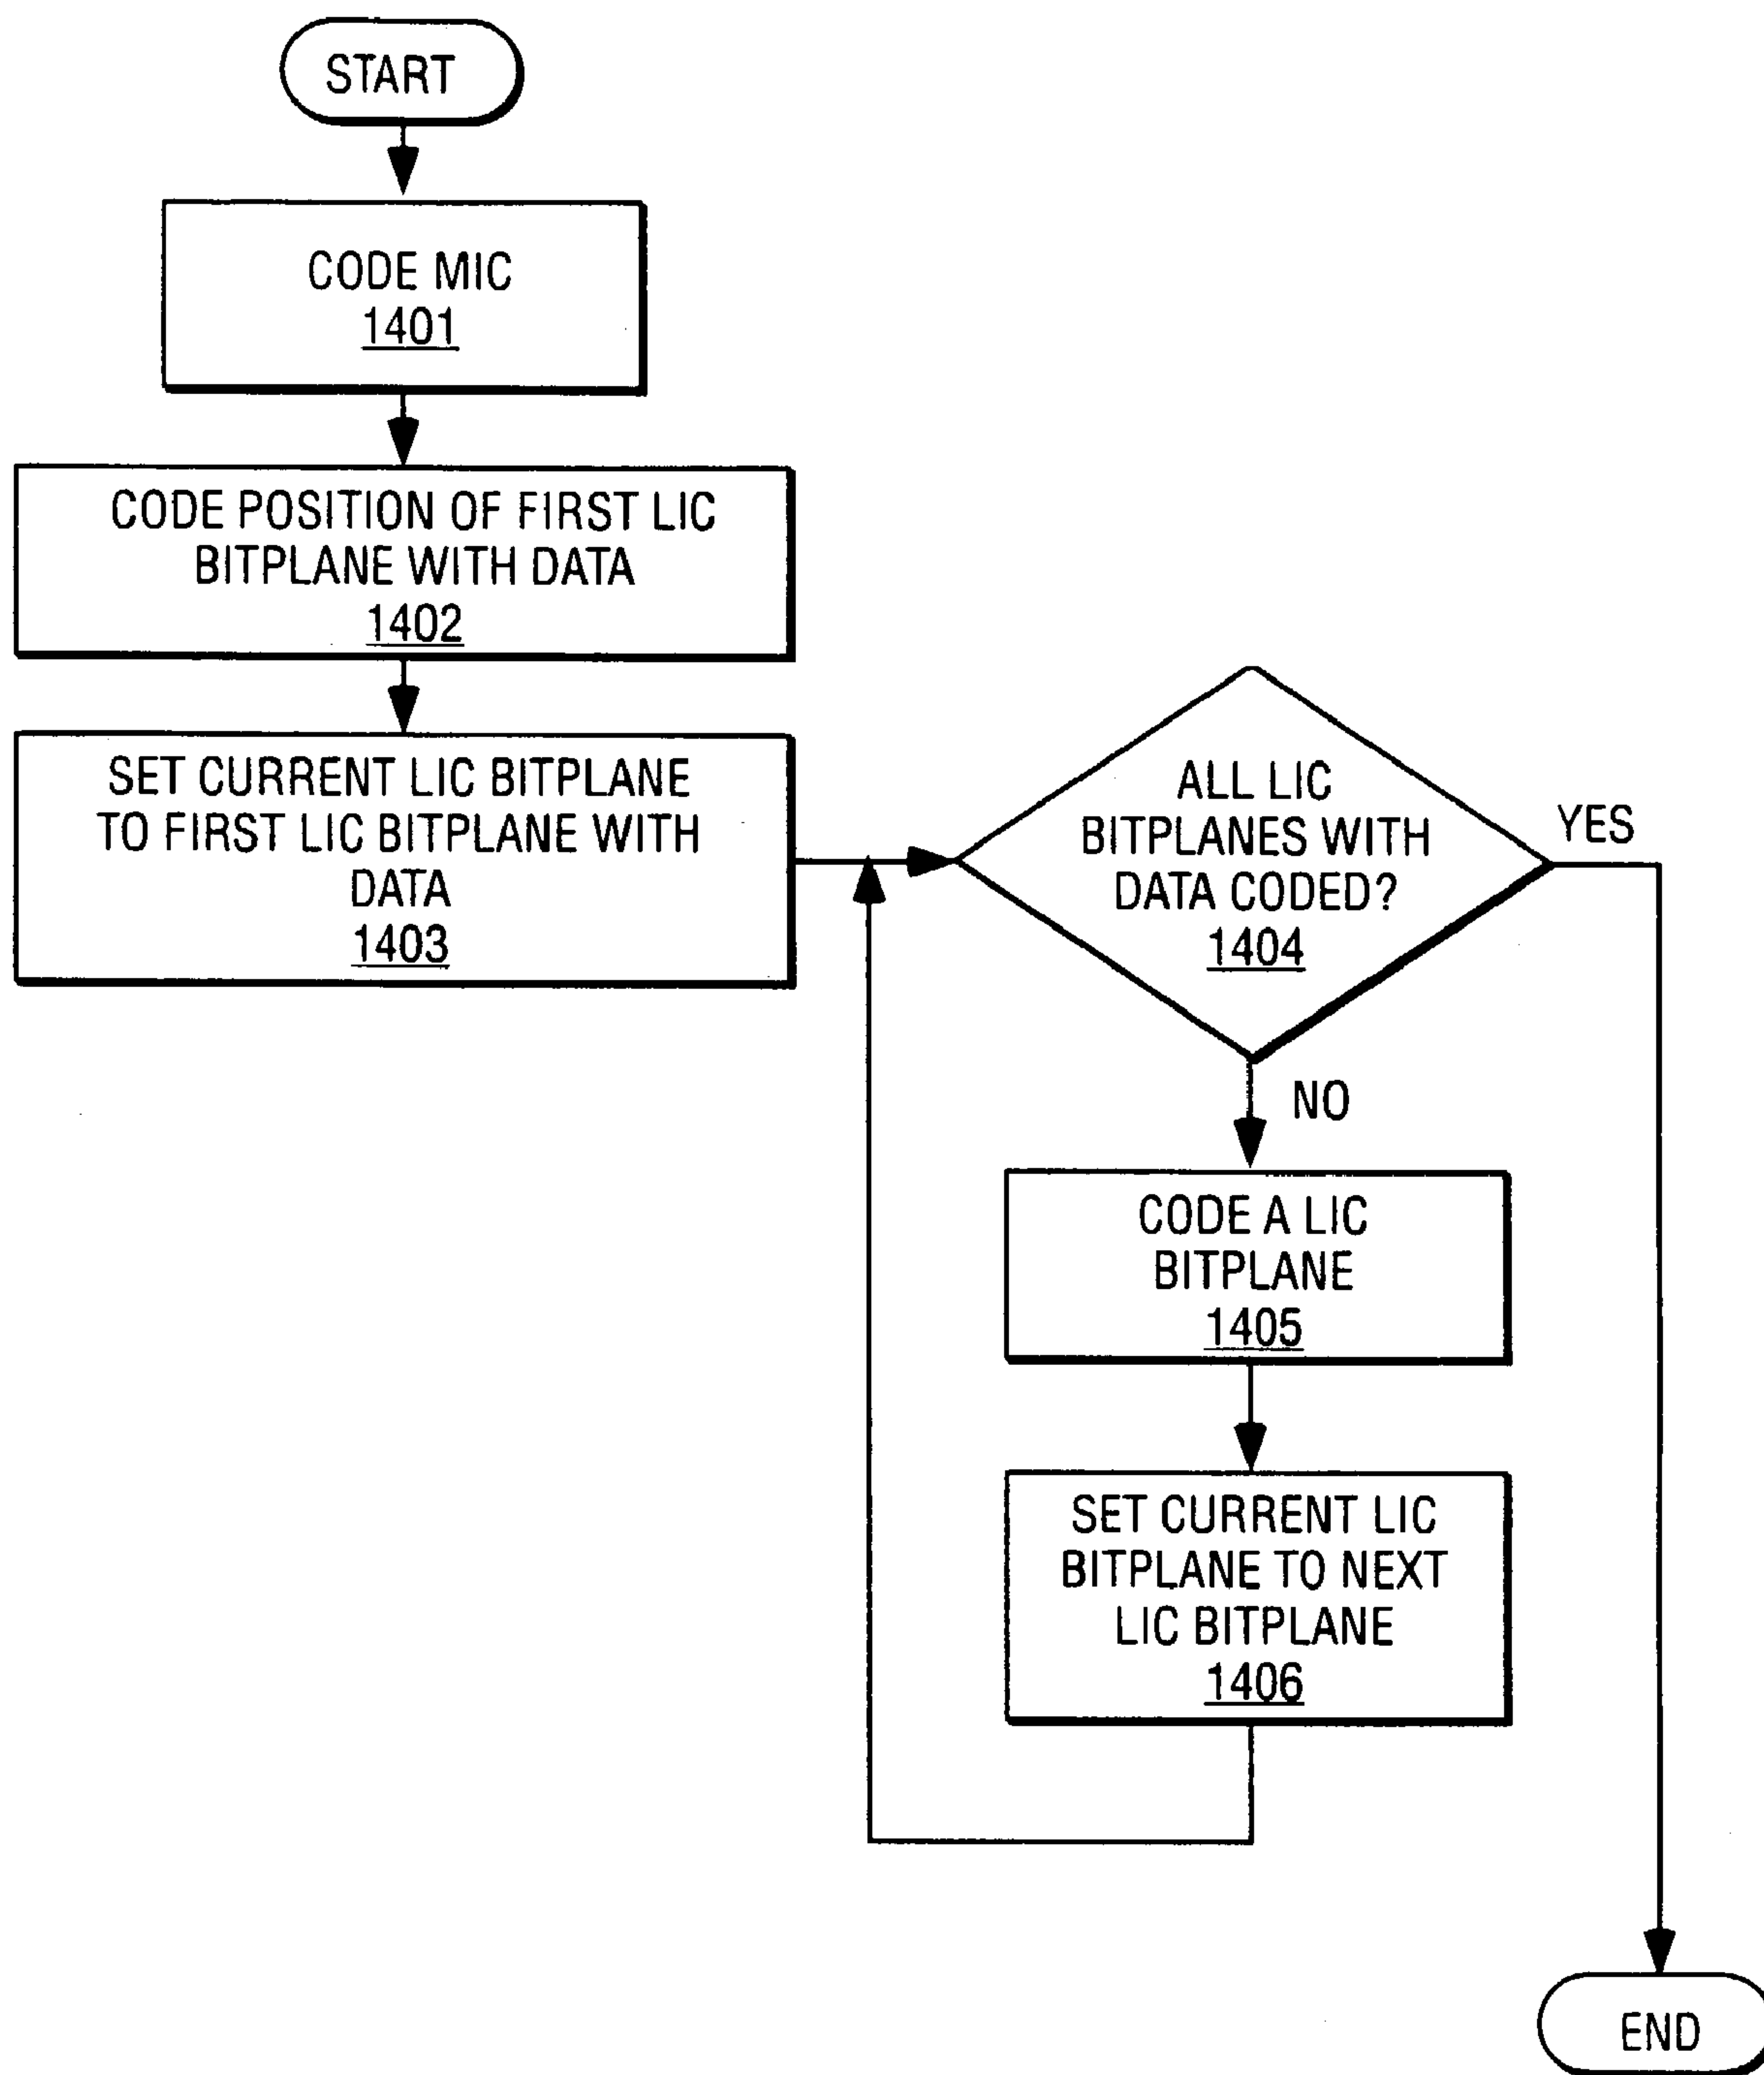 START
CODE MIC
1401
CODE POSITION OF FIRST LIC
BITPLANE WITH DATA
1402
SET CURRENT LIC BITPLANE
TO FIRST LIC BITPLANE WITH
DATA
1403
ALL LIC
BITPLANES WITH
DATA CODED?
1404
YES
NO
CODE A LIC
BITPLANE
1405
SET CURRENT LIC
BITPLANE TO NEXT
LIC BITPLANE
1406
END